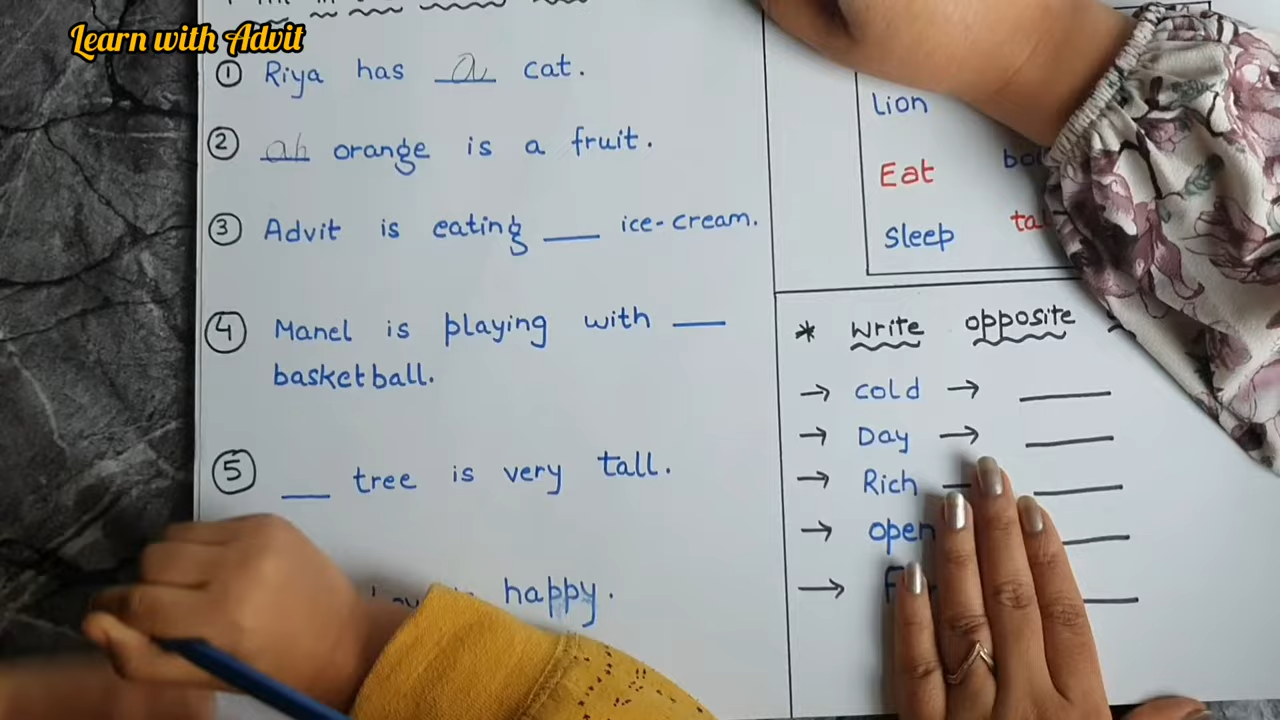 Learn with Advit
① Riya has a cat.
② an orange is a fruit.
③ Advit is eating ___ ice-cream.
④ Manel is playing with ___
basketball.
⑤ ___ tree is very tall.
happy.
Lion
Eat
Sleep
* Write opposite
→ cold → ___
→ Day → ___
→ Rich ___
→ open ___
→ ___